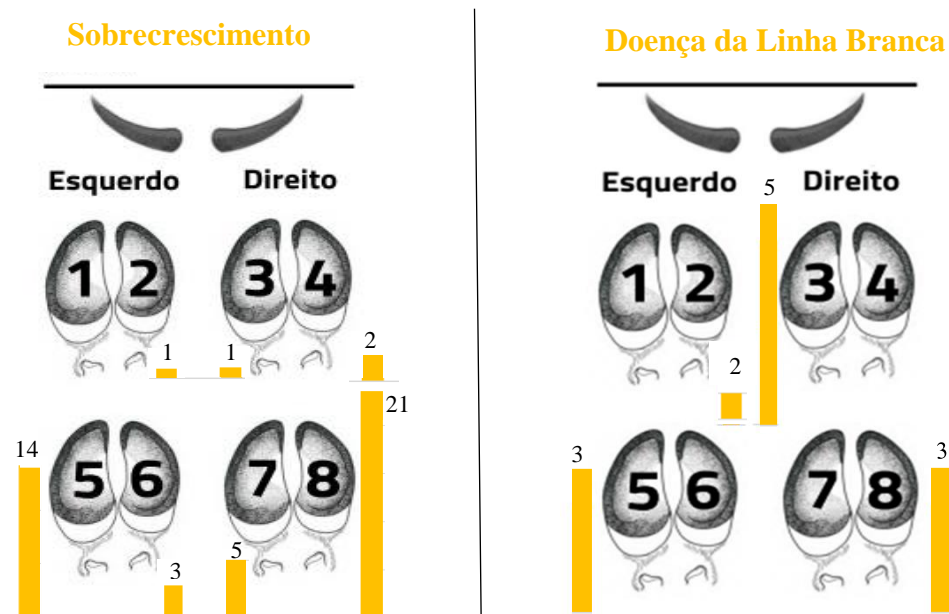 Sobrecrescimento
Esquerdo Direito
1 2 3 4
1 1 2
21
14
5 6 7 8
3 5
Doença da Linha Branca
Esquerdo 5 Direito
1 2 3 4
2
3 3
5 6 7 8